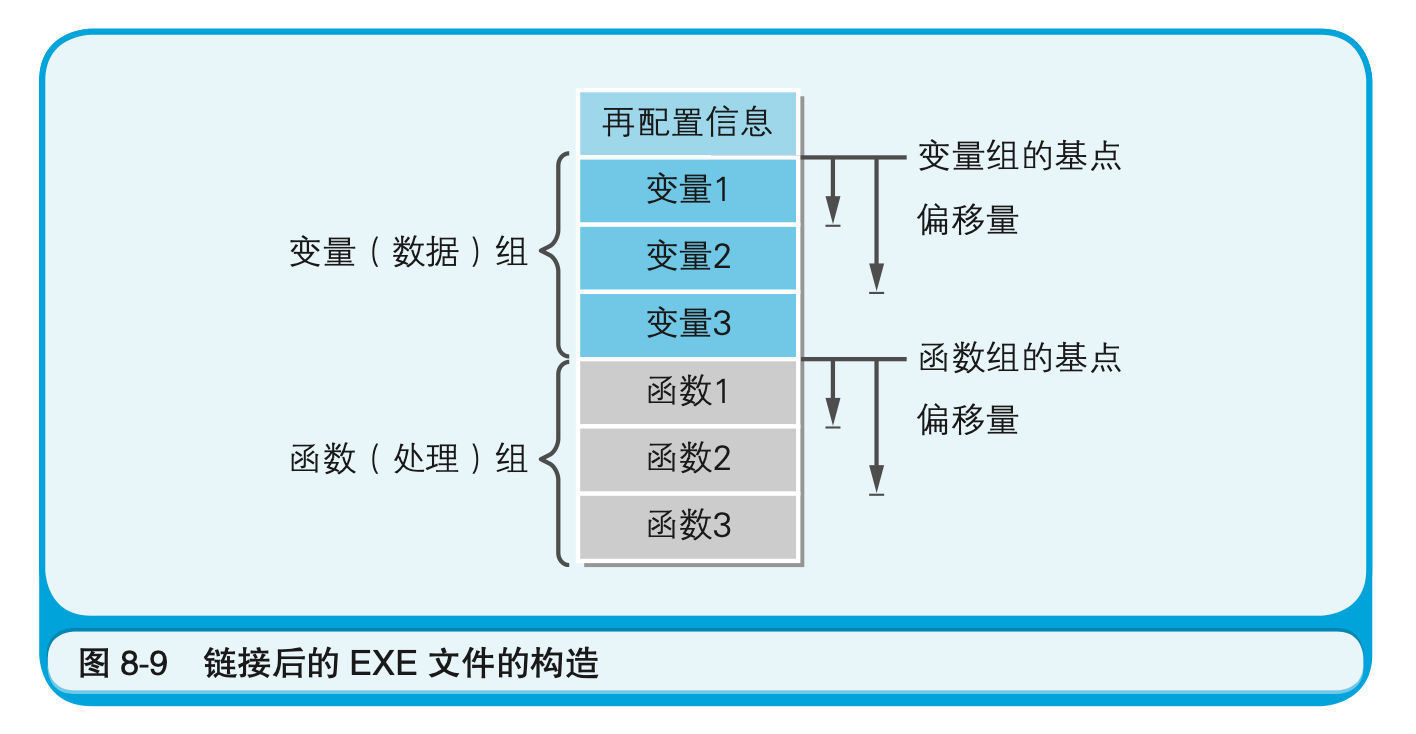 再配置信息
变量1
变量2
变量3
函数1
函数2
函数3
变量（数据）组
函数（处理）组
变量组的基点
偏移量
函数组的基点
偏移量
图 8-9 链接后的 EXE 文件的构造